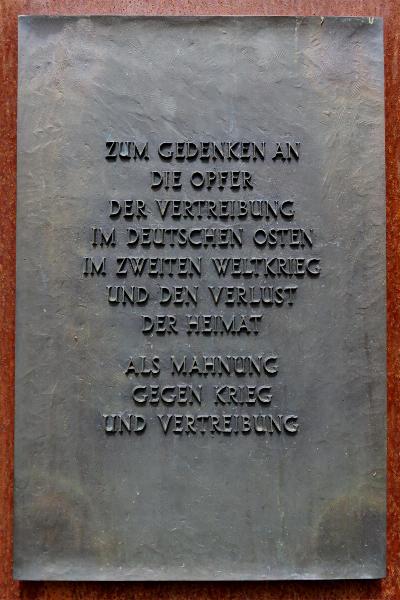 ZUM GEDENKEN AN
DIE OPFER
DER VERTREIBUNG
IM DEUTSCHEN OSTEN
IM ZWEITEN WELTKRIEG
UND DEN VERLUST
DER HEIMAT
ALS MAHNUNG
GEGEN KRIEG
UND VERTREIBUNG